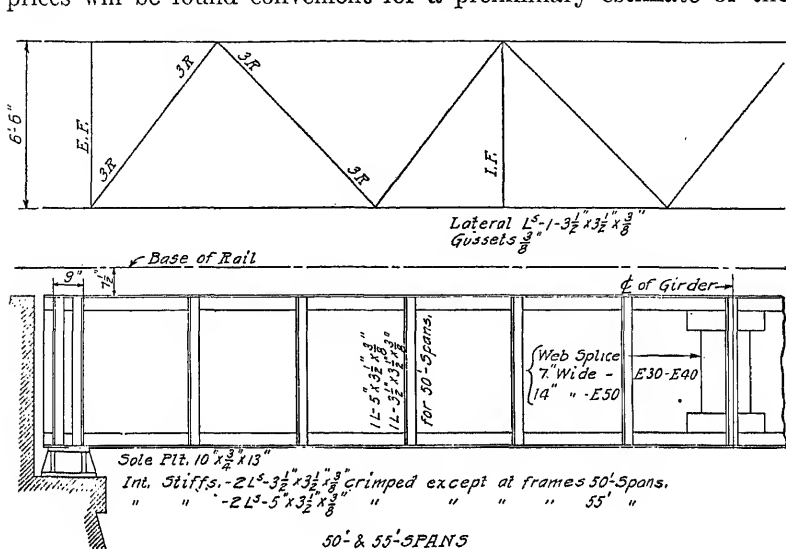 prices will be found convenient for a preliminary estimate of the
6'-6"
E.F.
3R
3R
3R
3R
I.F.
Lateral Lˢ-1-3½"x3½"x⅜"
Gussets ⅜"
Base of Rail
9"
7½"
₵ of Girder
1L-5"x3½"x⅜"
1L-3½"x3½"x⅜"
for 50'-Spans.
Web Splice
7" Wide - E30-E40
14" " -E50
Sole Plt. 10"x¾"x13"
Int. Stiffs.-2Lˢ-3½"x3½"x⅜" crimped except at frames 50'-Spans.
" " -2Lˢ-5"x3½"x⅜" " " " " 55' "
50'- & 55'-SPANS